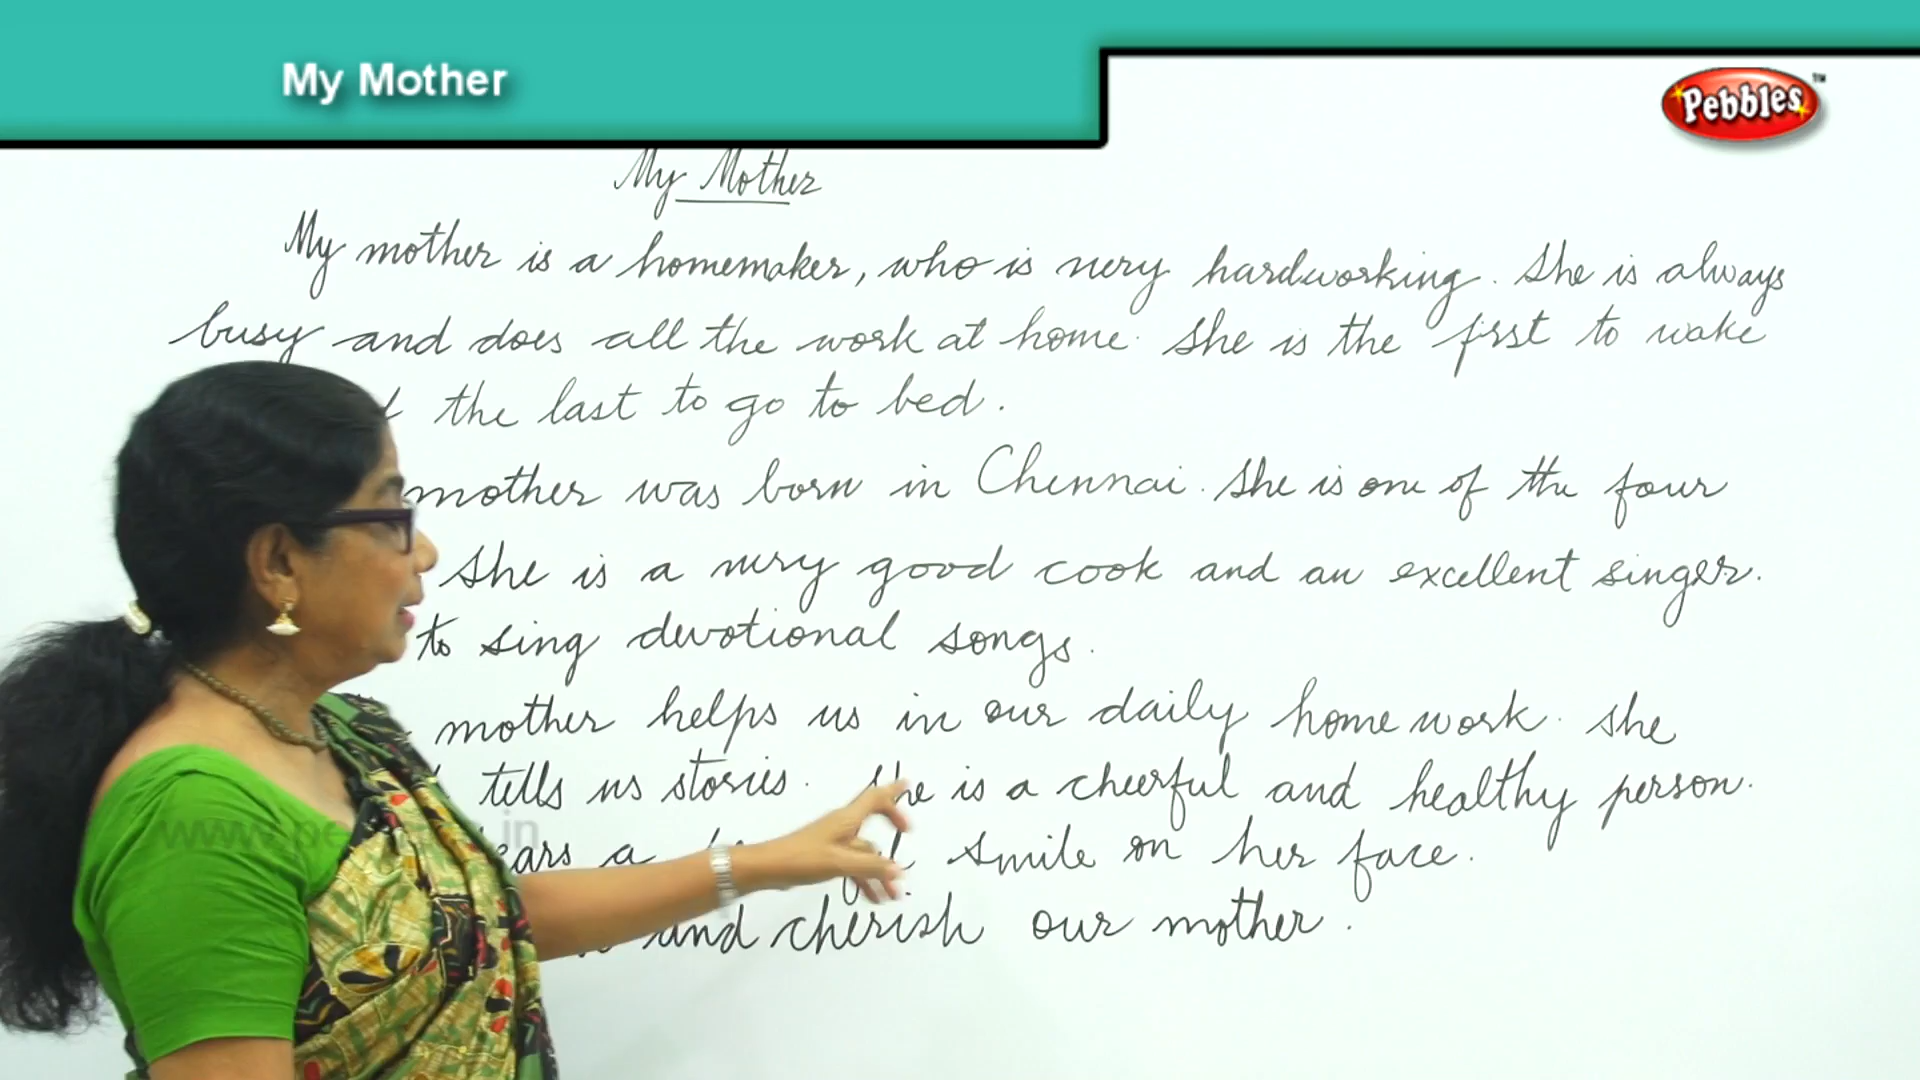 My Mother
Pebbles™
My Mother
My mother is a homemaker, who is very hardworking. She is always
busy and does all the work at home. She is the first to wake
the last to go to bed.
mother was born in Chennai. She is one of the four
She is a very good cook and an excellent singer.
to sing devotional songs.
mother helps us in our daily home work. She
tells us stories. She is a cheerful and healthy person.
a smile on her face.
and cherish our mother.